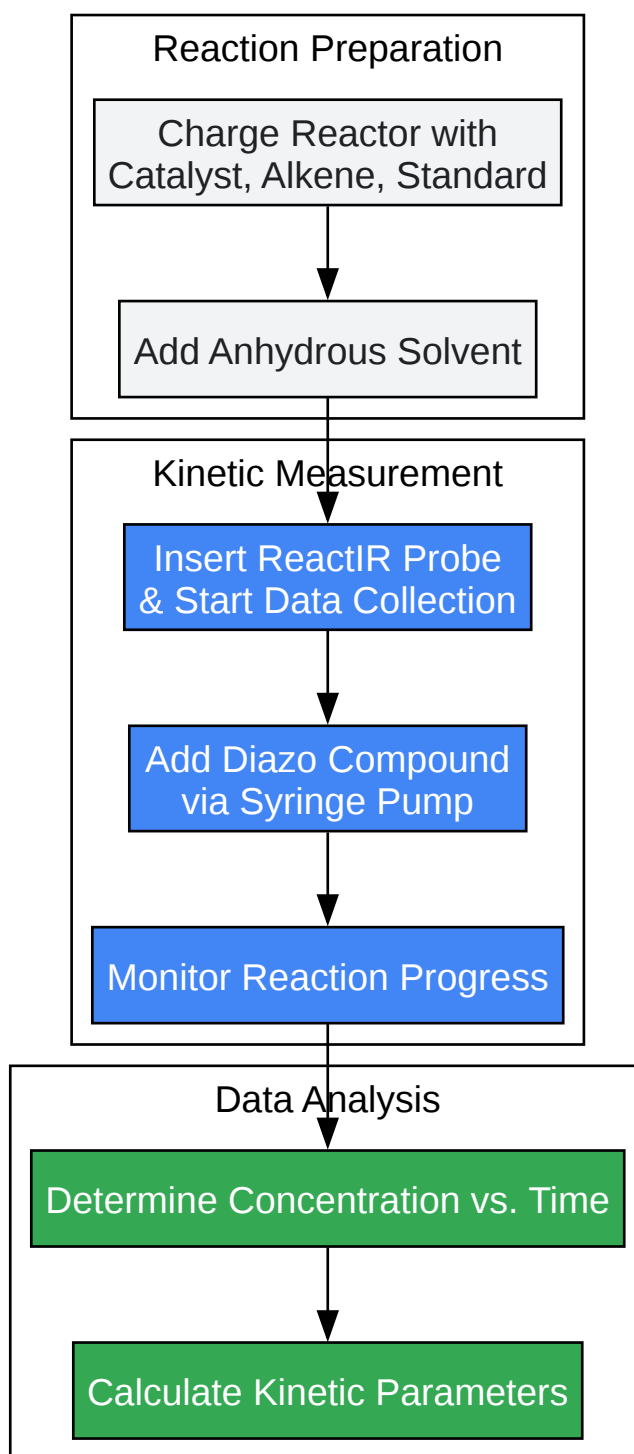 Reaction Preparation
Charge Reactor with
Catalyst, Alkene, Standard
Add Anhydrous Solvent
Kinetic Measurement
Insert ReactIR Probe
& Start Data Collection
Add Diazo Compound
via Syringe Pump
Monitor Reaction Progress
Data Analysis
Determine Concentration vs. Time
Calculate Kinetic Parameters